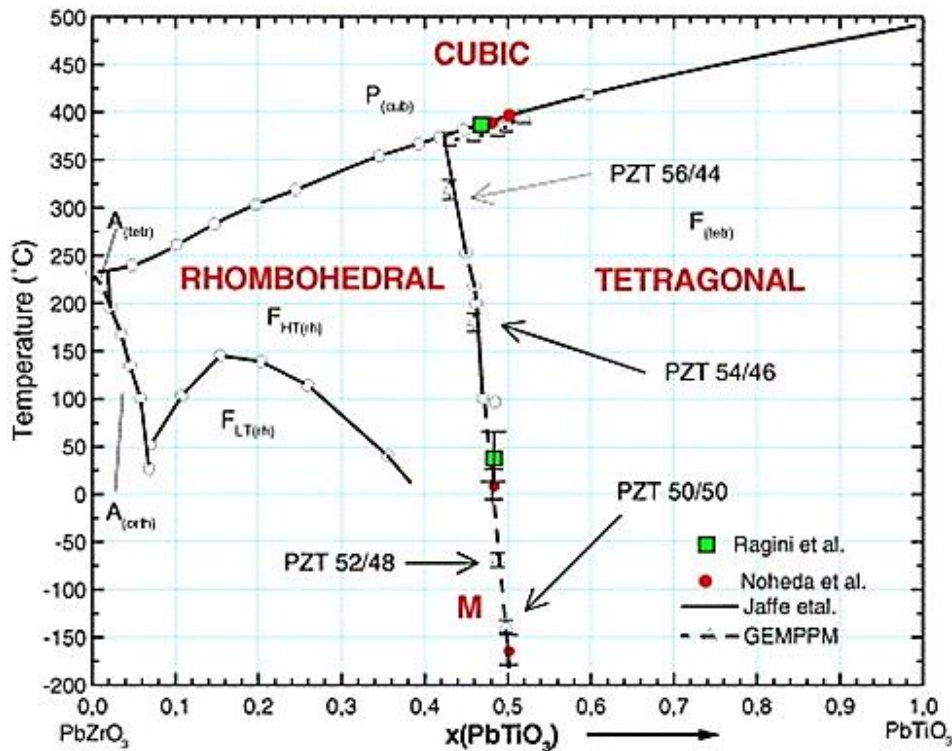 500
450
400
350
300
250
200
150
100
50
0
-50
-100
-150
-200
Temperature (°C)
CUBIC
P(cub)
PZT 56/44
A(tetr)
F(tetr)
RHOMBOHEDRAL
TETRAGONAL
FHT(rh)
PZT 54/46
FLT(rh)
A(orth)
PZT 50/50
PZT 52/48
M
Ragini et al.
Noheda et al.
Jaffe etal.
GEMPPM
0,0 0,1 0,2 0,3 0,4 0,5 0,6 0,7 0,8 0,9 1,0
PbZrO3 x(PbTiO3) PbTiO3